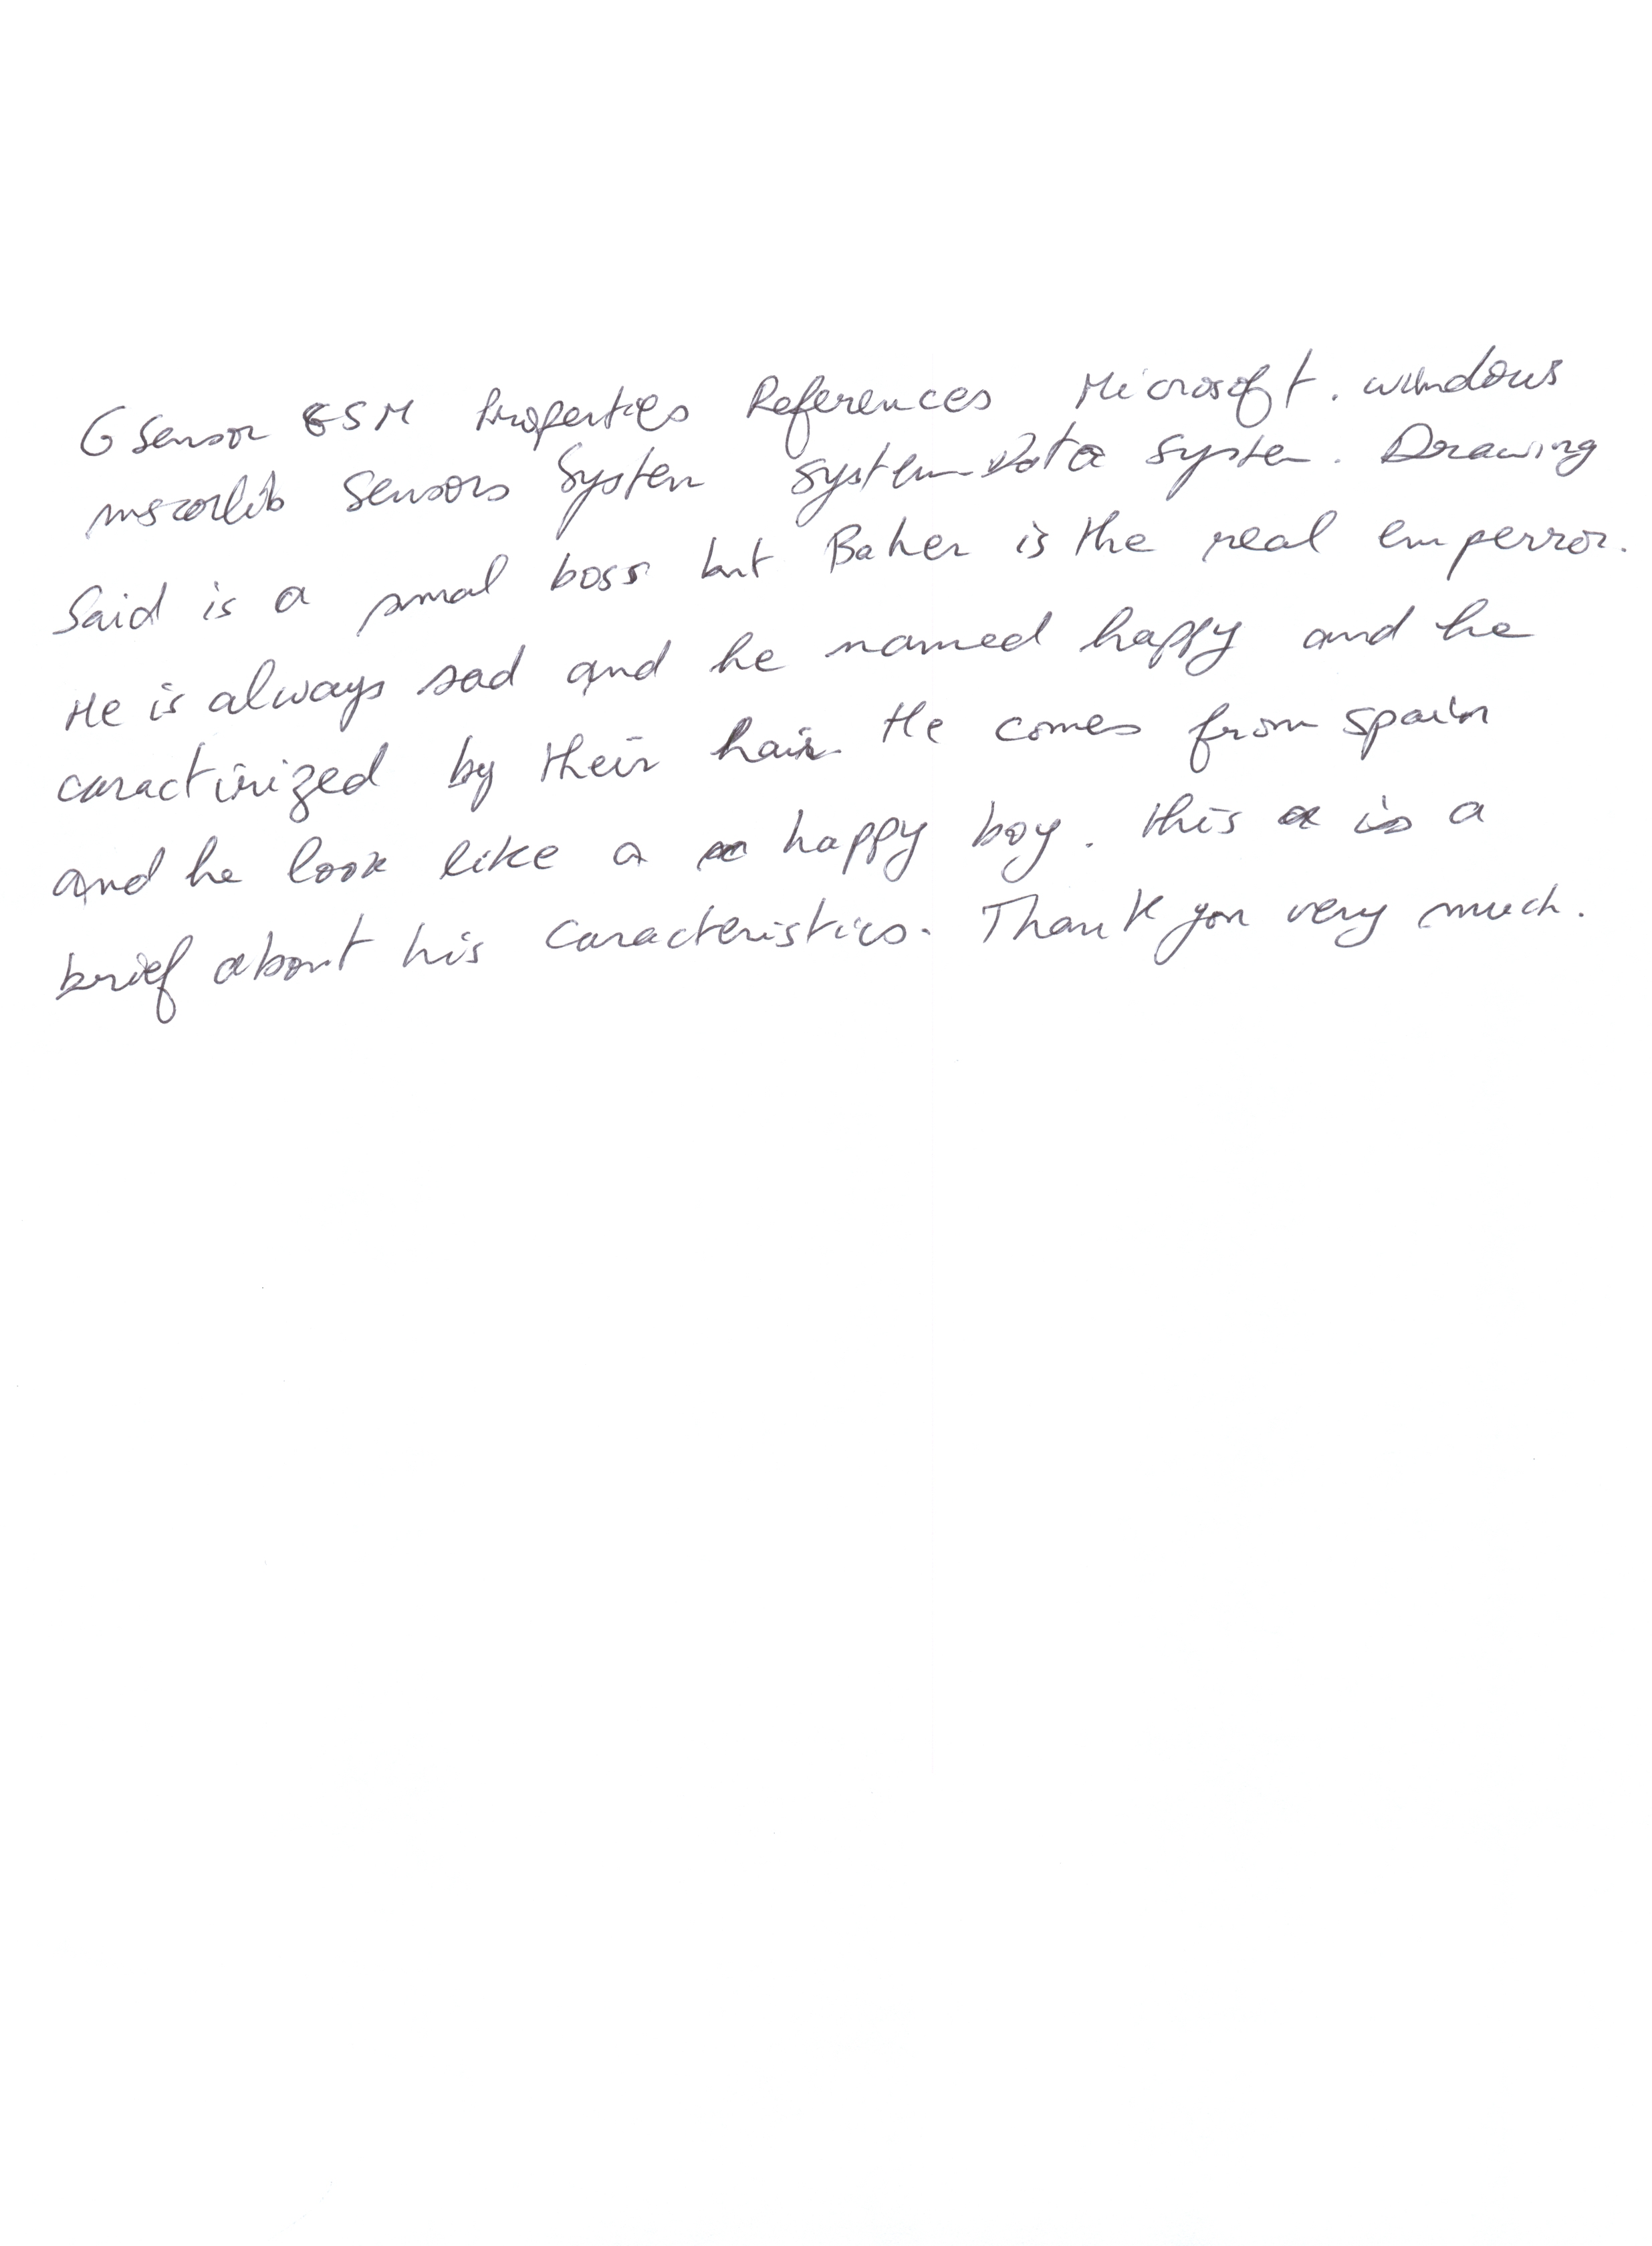 G Sensor GSM Properties References Microsoft. windows
mscorlib Sensors System System-Data System. Drawing
Said is a smal boss but Baher is the real emperror.
He is always sad and he named happy and he
caractirized by their hair. He comes from spain
and he look like a happy boy. this is a
brief about his caracteristics. Thank you very much.